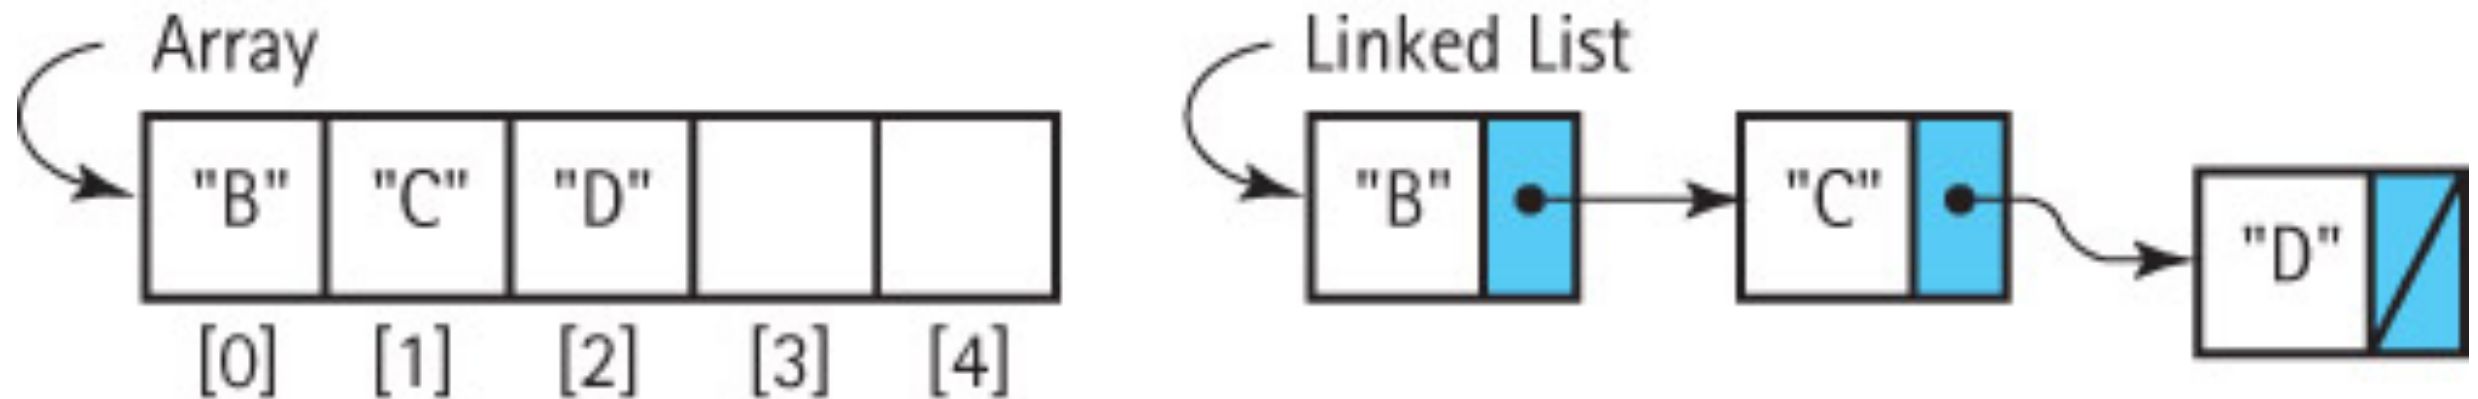 Array
"B" "C" "D"
[0] [1] [2] [3] [4]
Linked List
"B" "C" "D"